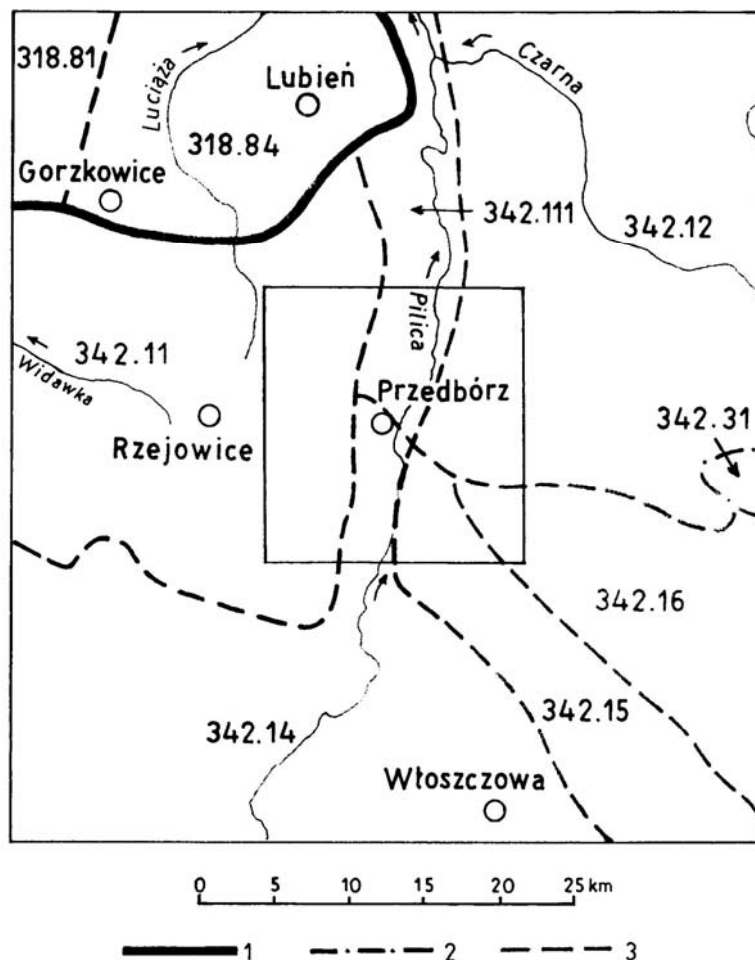 318.81
Luciąża
Lubień
Czarna
318.84
Gorzkowice
342.111
342.12
Pilica
342.11
Widawka
Przedbórz
Rzejowice
342.31
342.16
342.15
342.14
Włoszczowa
0 5 10 15 20 25 km
1 2 3